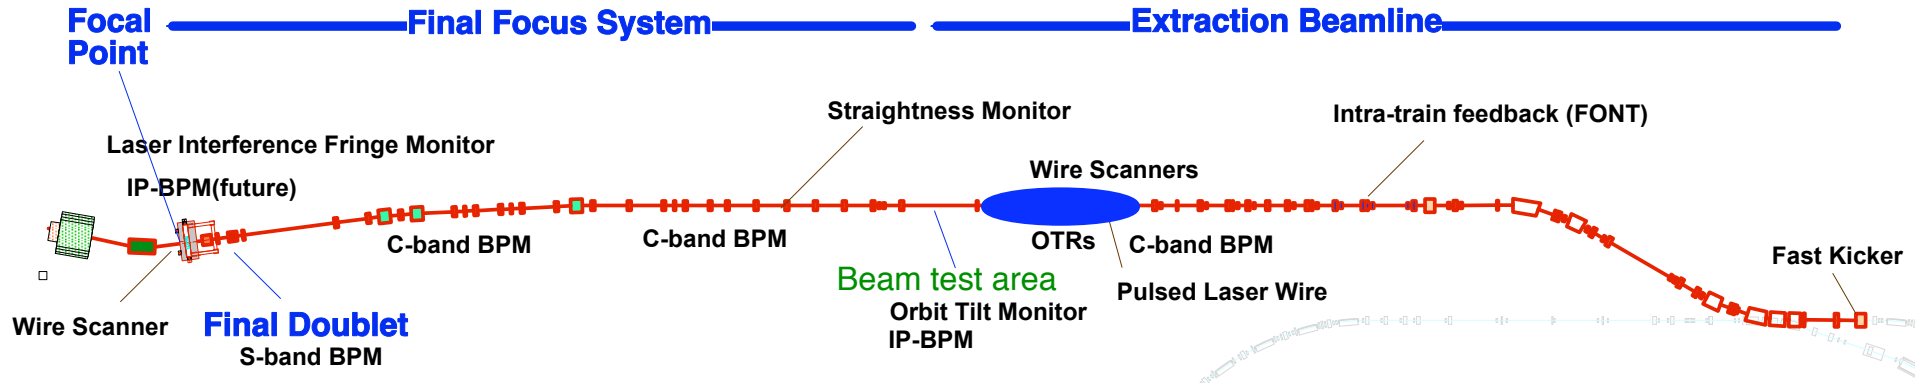 Focal
Point
Final Focus System
Extraction Beamline
Straightness Monitor
Intra-train feedback (FONT)
Laser Interference Fringe Monitor
Wire Scanners
IP-BPM(future)
C-band BPM
C-band BPM
OTRs
C-band BPM
Fast Kicker
Beam test area
Pulsed Laser Wire
Orbit Tilt Monitor
IP-BPM
Wire Scanner
Final Doublet
S-band BPM